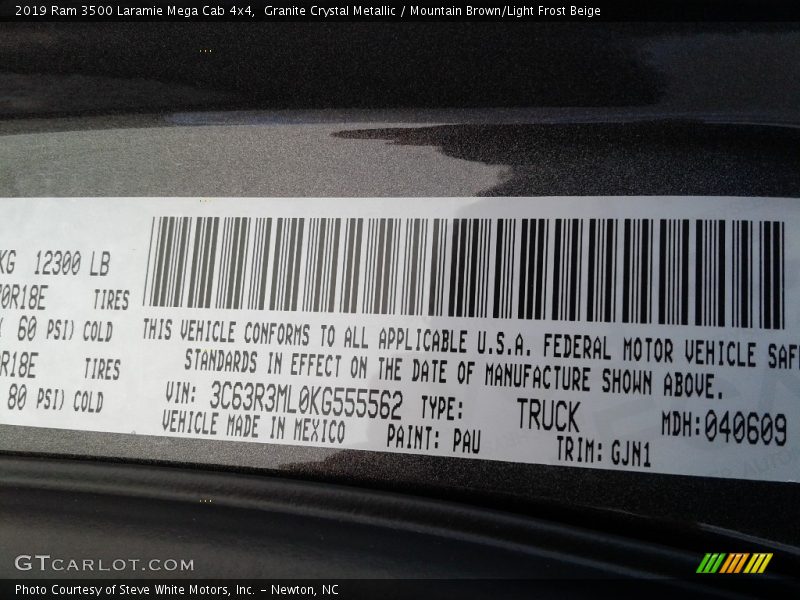 2019 Ram 3500 Laramie Mega Cab 4x4, Granite Crystal Metallic / Mountain Brown/Light Frost Beige
KG 12300 LB
70R18E TIRES
( 60 PSI) COLD
0R18E TIRES
80 PSI) COLD
THIS VEHICLE CONFORMS TO ALL APPLICABLE U.S.A. FEDERAL MOTOR VEHICLE SAF
STANDARDS IN EFFECT ON THE DATE OF MANUFACTURE SHOWN ABOVE.
VIN: 3C63R3ML0KG555562 TYPE: TRUCK MDH:040609
VEHICLE MADE IN MEXICO PAINT: PAU TRIM: GJN1
GTCARLOT.COM
Photo Courtesy of Steve White Motors, Inc. – Newton, NC